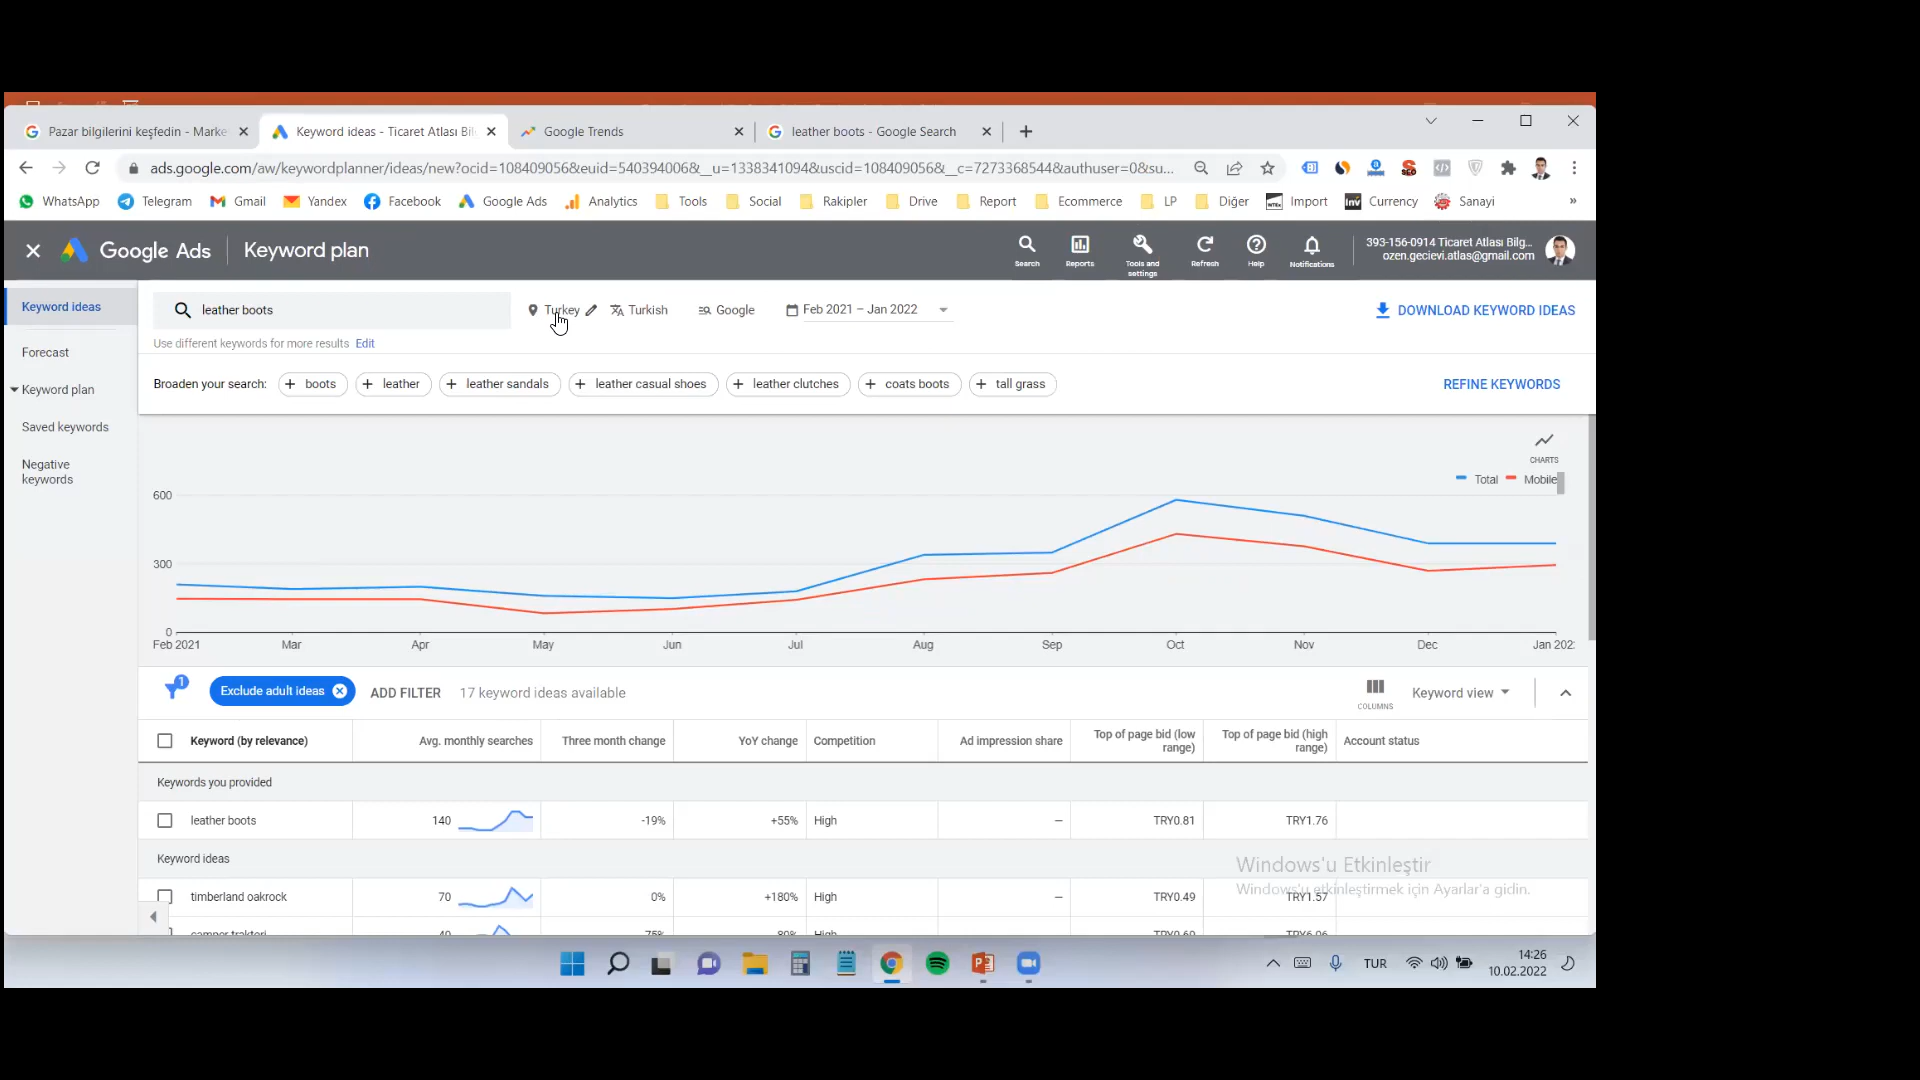 Pazar bilgilerini keşfedin - Marke
Keyword ideas - Ticaret Atlası Bil
Google Trends
leather boots - Google Search
ads.google.com/aw/keywordplanner/ideas/new?ocid=108409056&euid=540394006&__u=1338341094&uscid=108409056&__c=7273368544&authuser=0&su...
WhatsApp Telegram Gmail Yandex Facebook Google Ads Analytics Tools Social Rakipler Drive Report Ecommerce LP Diğer Import Currency Sanayi »
Google Ads Keyword plan
Search Reports Tools and settings Refresh Help Notifications
393-156-0914 Ticaret Atlası Bilg...
ozen.gecievi.atlas@gmail.com
Keyword ideas
Forecast
Keyword plan
Saved keywords
Negative
keywords
leather boots Turkey Turkish Google Feb 2021 – Jan 2022 DOWNLOAD KEYWORD IDEAS
Use different keywords for more results Edit
Broaden your search: + boots + leather + leather sandals + leather casual shoes + leather clutches + coats boots + tall grass REFINE KEYWORDS
CHARTS
Total Mobile
600
300
0
Feb 2021 Mar Apr May Jun Jul Aug Sep Oct Nov Dec Jan 202
1 Exclude adult ideas ADD FILTER 17 keyword ideas available COLUMNS Keyword view
Keyword (by relevance) Avg. monthly searches Three month change YoY change Competition Ad impression share Top of page bid (low range) Top of page bid (high range) Account status
Keywords you provided
leather boots 140 -19% +55% High — TRY0.81 TRY1.76
Keyword ideas
timberland oakrock 70 0% +180% High — TRY0.49 TRY1.57
Windows'u Etkinleştir
Windows'u etkinleştirmek için Ayarlar'a gidin.
TUR
14:26
10.02.2022